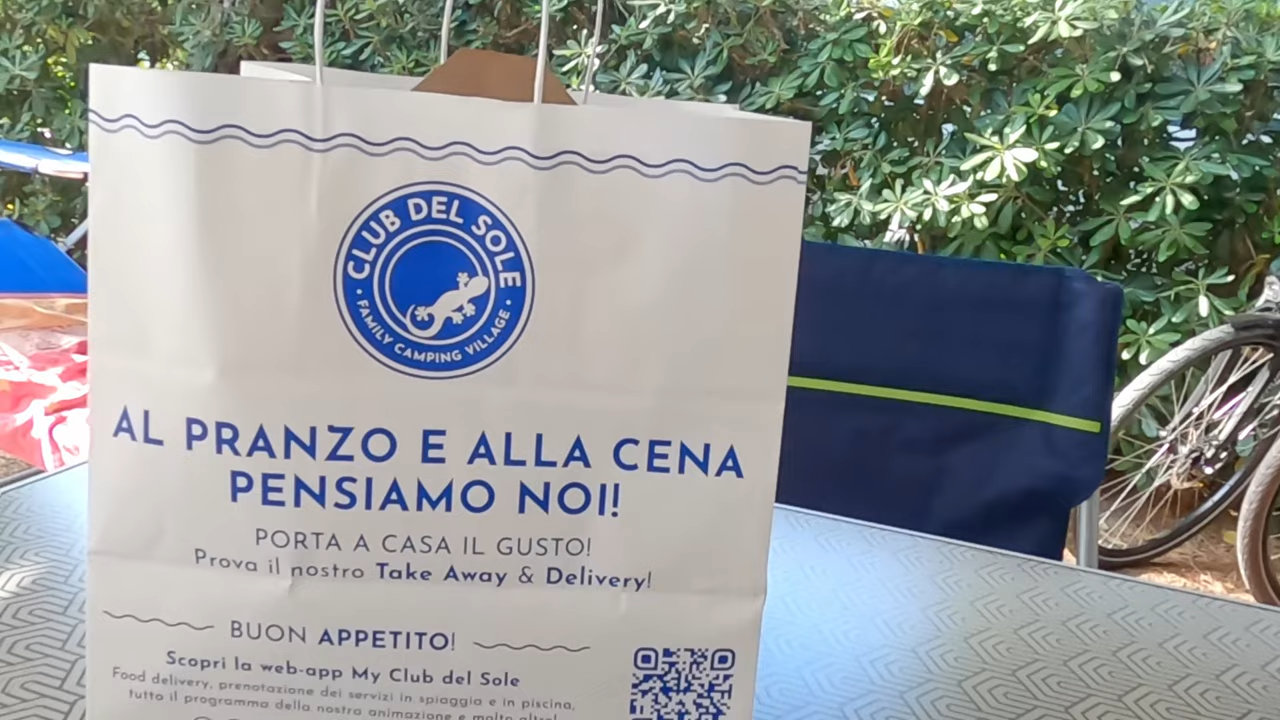 CLUB DEL SOLE
FAMILY CAMPING VILLAGE
AL PRANZO E ALLA CENA
PENSIAMO NOI!
PORTA A CASA IL GUSTO!
Prova il nostro Take Away & Delivery!
BUON APPETITO!
Scopri la web-app My Club del Sole
Food delivery, prenotazione dei servizi in spiaggia e in piscina,
tutto il programma della nostra animazione e molto altro!